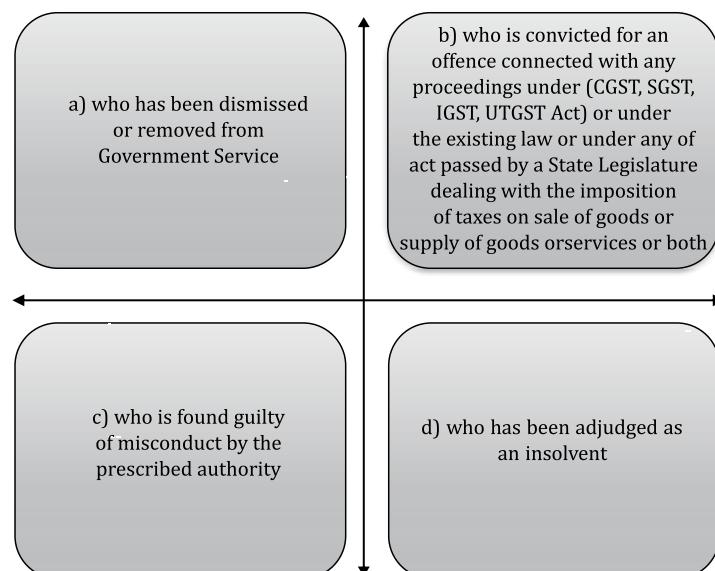 a) who has been dismissed
or removed from
Government Service
b) who is convicted for an
offence connected with any
proceedings under (CGST, SGST,
IGST, UTGST Act) or under
the existing law or under any of
act passed by a State Legislature
dealing with the imposition
of taxes on sale of goods or
supply of goods orservices or both
c) who is found guilty
of misconduct by the
prescribed authority
d) who has been adjudged as
an insolvent